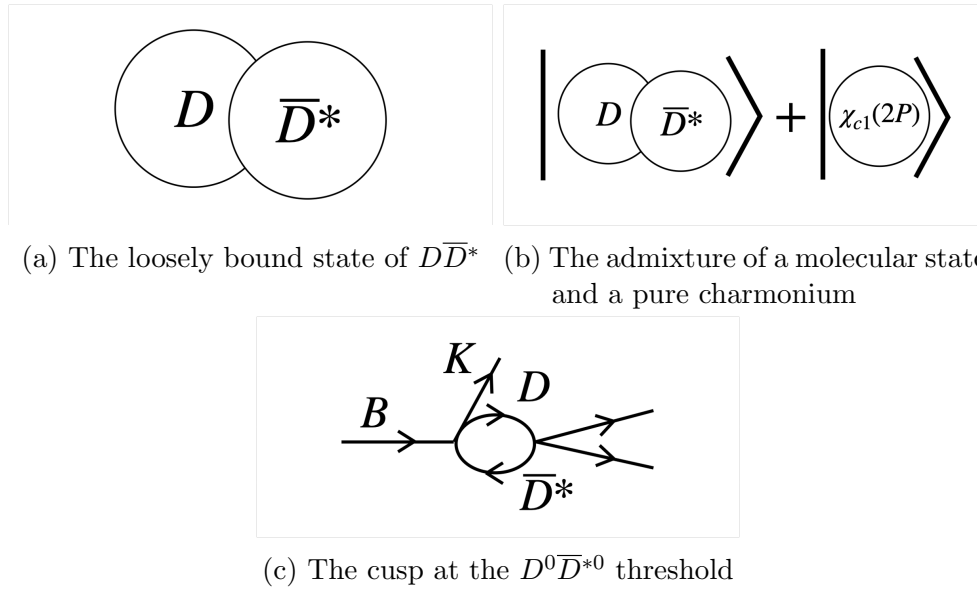 D D̅*
| D D̅* ⟩ + | χc1(2P) ⟩
(a) The loosely bound state of DD̅*
(b) The admixture of a molecular state
and a pure charmonium
K
D
B
D̅*
(c) The cusp at the D⁰D̅*⁰ threshold